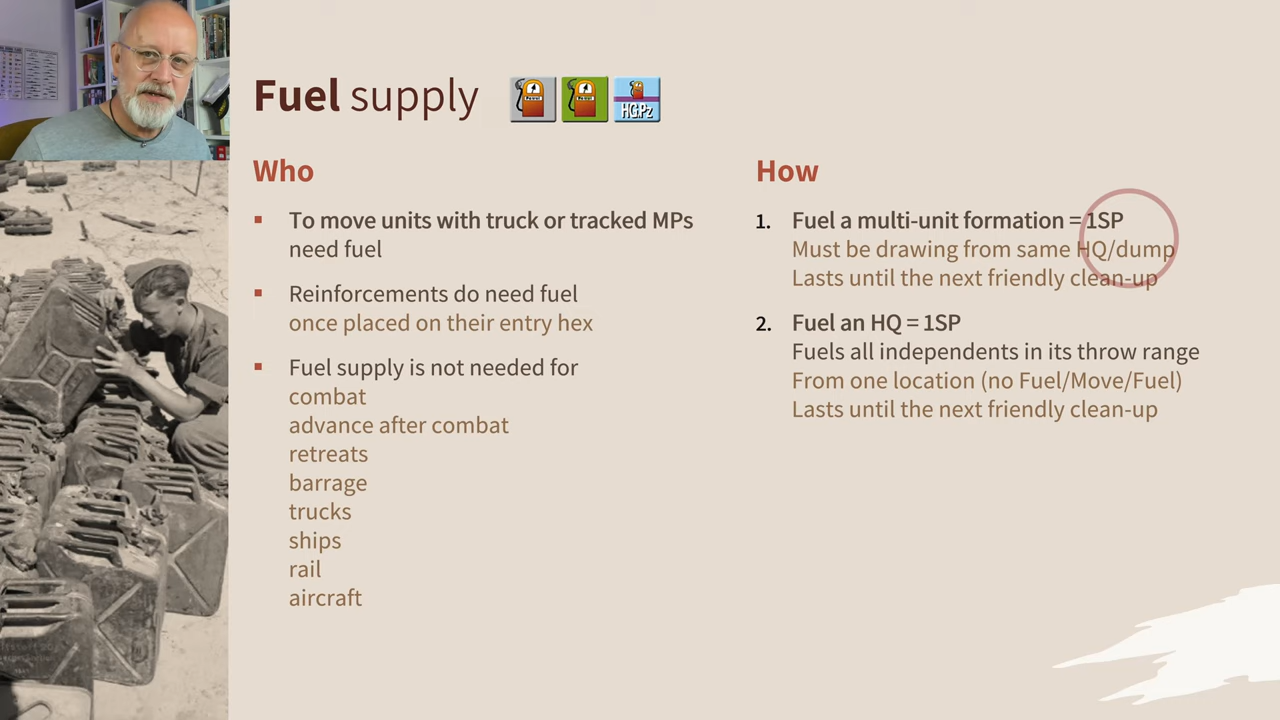 Fuel supply
HG.Pz
Who
▪ To move units with truck or tracked MPs
need fuel
▪ Reinforcements do need fuel
once placed on their entry hex
▪ Fuel supply is not needed for
combat
advance after combat
retreats
barrage
trucks
ships
rail
aircraft
How
1. Fuel a multi-unit formation = 1SP
Must be drawing from same HQ/dump
Lasts until the next friendly clean-up
2. Fuel an HQ = 1SP
Fuels all independents in its throw range
From one location (no Fuel/Move/Fuel)
Lasts until the next friendly clean-up